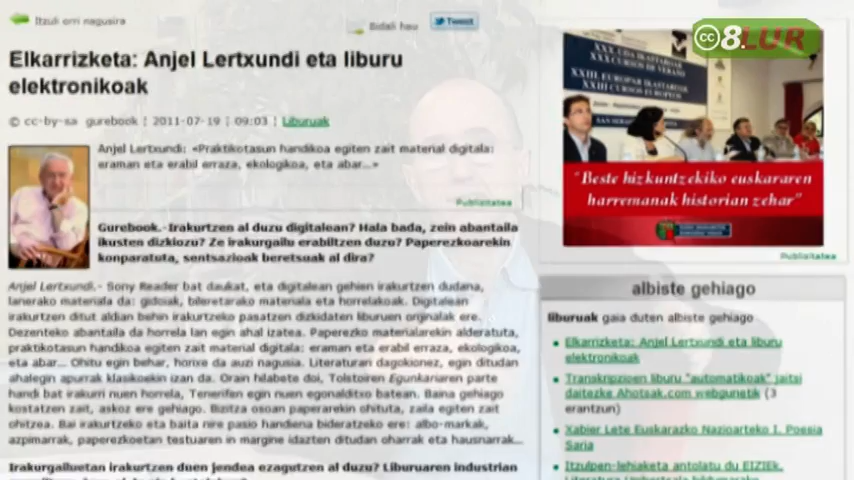 Itzuli orri nagusira
Bidali hau
Tweet
cc 8.LUR
Elkarrizketa: Anjel Lertxundi eta liburu
elektronikoak
© cc-by-sa gurebook | 2011-07-19 | 09:03 | Liburuak
Anjel Lertxundi: «Praktikotasun handikoa egiten zait material digitala:
eraman eta erabil erraza, ekologikoa, eta abar...»
Publizitatea
Gurebook.-Irakurtzen al duzu digitalean? Hala bada, zein abantaila
ikusten dizkiozu? Ze irakurgailu erabiltzen duzu? Paperezkoarekin
konparatuta, sentsazioak beretsuak al dira?
Anjel Lertxundi.- Sony Reader bat daukat, eta digitalean gehien irakurtzen dudana,
lanerako materiala da: gidoiak, bileretarako materiala eta horrelakoak. Digitalean
irakurtzen ditut aldian behin irakurtzeko pasatzen dizkidaten liburuen orginalak ere.
Dezenteko abantaila da horrela lan egin ahal izatea. Paperezko materialarekin alderatuta,
praktikotasun handikoa egiten zait material digitala: eraman eta erabil erraza, ekologikoa,
eta abar... Ohitu egin behar, horixe da auzi nagusia. Literaturan dagokionez, egin ditudan
ahalegin apurrak klasikoekin izan da. Orain hilabete doi, Tolstoiren Egunkariaren parte
handi bat irakurri nuen horrela, Tenerifen egin nuen egonalditxo batean. Baina gehiago
kostatzen zait, askoz ere gehiago. Bizitza osoan paperarekin ohituta, zaila egiten zait
ohitzea. Bai irakurtzeko eta baita nire pasio handiena bideratzeko ere: albo-markak,
azpimarrak, paperezkoetan testuaren in margine idazten ditudan oharrak eta hausnarrak...
Irakurgailuetan irakurtzen duen jendea ezagutzen al duzu? Liburuaren industrian
XXX. UDA IKASTAROAK
XXX CURSOS DE VERANO
XXIII. EUROPAR IKASTAROAK
XXIII CURSOS EUROPEOS
"Beste hizkuntzekiko euskararen
harremanak historian zehar"
Publizitatea
albiste gehiago
liburuak gaia duten albiste gehiago
Elkarrizketa: Anjel Lertxundi eta liburu
elektronikoak
Transkripzioen liburu "automatikoak" jaitsi
daitezke Ahotsak.com webgunetik (3
erantzun)
Xabier Lete Euskarazko Nazioarteko I. Poesia
Saria
Itzulpen-lehiaketa antolatu du EIZIEk,